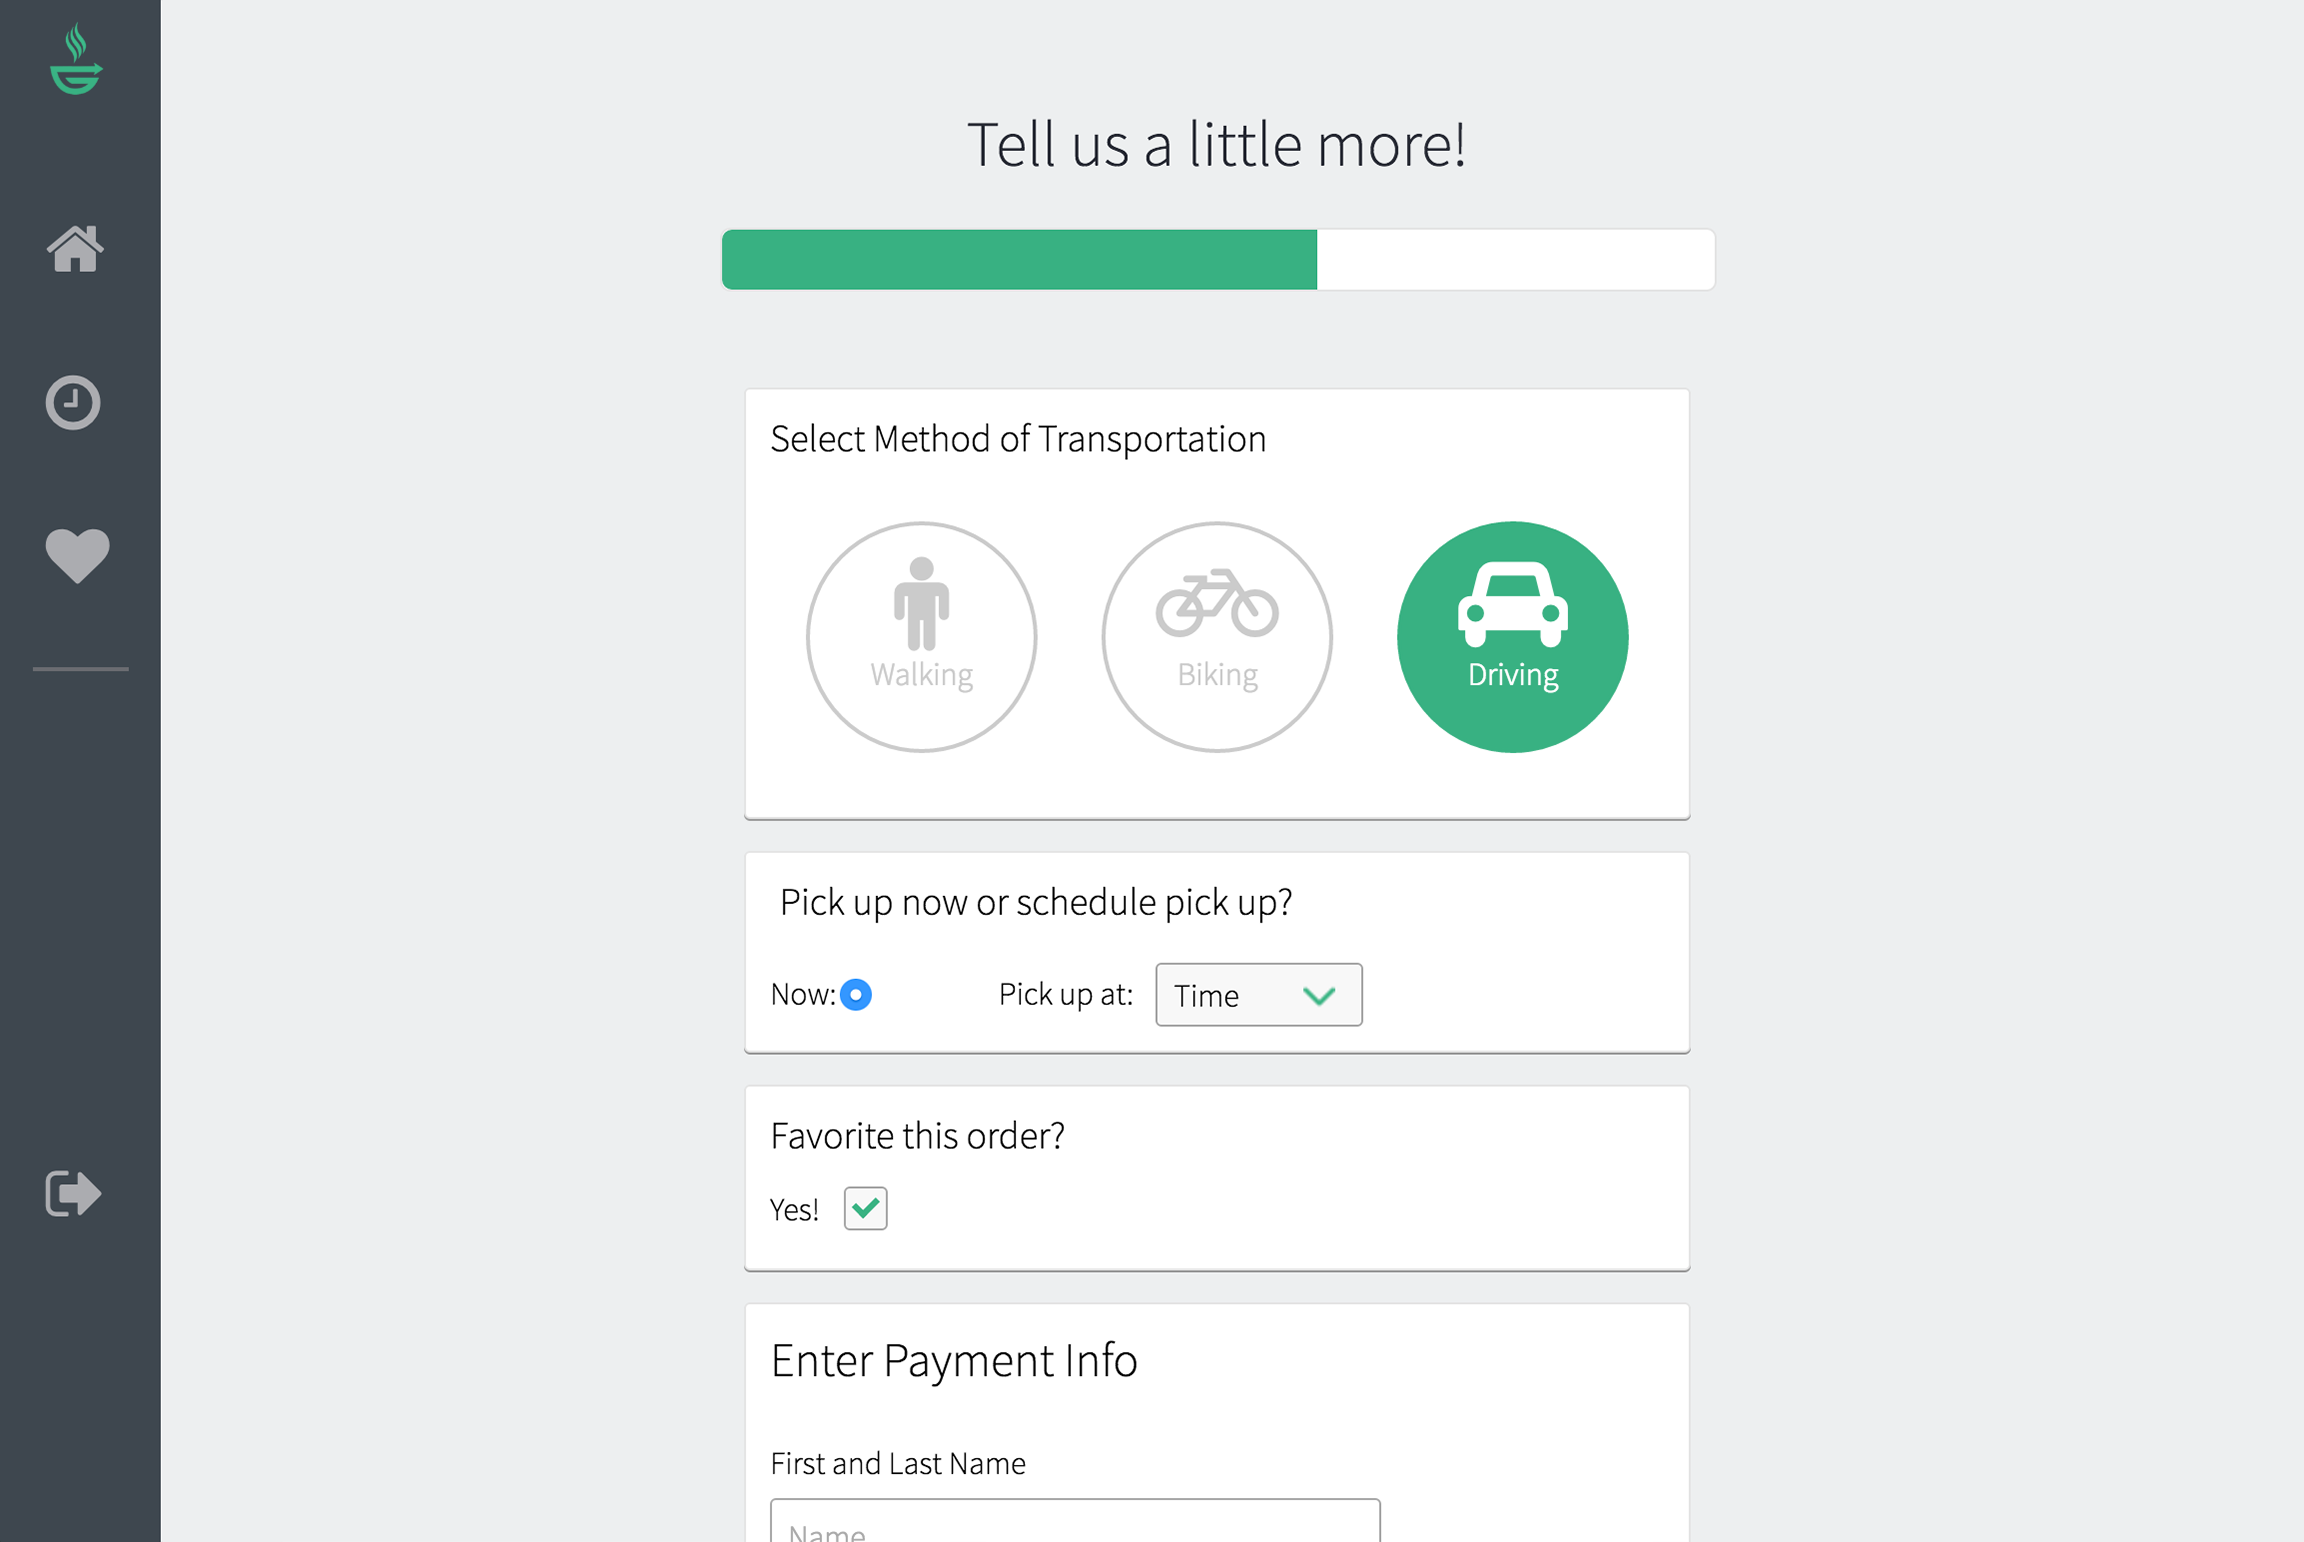 Tell us a little more!
Select Method of Transportation
Walking
Biking
Driving
Pick up now or schedule pick up?
Now:
Pick up at:
Time
Favorite this order?
Yes!
Enter Payment Info
First and Last Name
Name